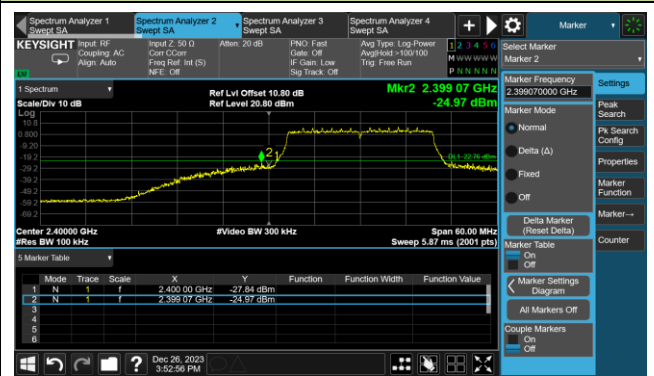 Spectrum Analyzer 1
Swept SA
Spectrum Analyzer 2
Swept SA
Spectrum Analyzer 3
Swept SA
Spectrum Analyzer 4
Swept SA
Marker
KEYSIGHT
Input: RF
Coupling: AC
Align: Auto
Input Z: 50 Ω
Corr CCorr
Freq Ref: Int (S)
NFE: Off
Atten: 20 dB
PNO: Fast
Gate: Off
IF Gain: Low
Sig Track: Off
Avg Type: Log-Power
Avg|Hold:>100/100
Trig: Free Run
1 2 3 4 5 6
M W W W W W
P N N N N N
LXI
Select Marker
Marker 2
1 Spectrum
Scale/Div 10 dB
Log
Ref Lvl Offset 10.80 dB
Ref Level 20.80 dBm
Mkr2 2.399 07 GHz
-24.97 dBm
10.8
0.800
-9.20
-19.2
-29.2
-39.2
-49.2
-59.2
-69.2
2
1
DL1 -22.76 dBm
Center 2.40000 GHz
#Res BW 100 kHz
#Video BW 300 kHz
Span 60.00 MHz
Sweep 5.87 ms (2001 pts)
5 Marker Table
Mode Trace Scale X Y Function Function Width Function Value
1 N 1 f 2.400 00 GHz -27.84 dBm
2 N 1 f 2.399 07 GHz -24.97 dBm
3
4
5
6
Marker Frequency
2.399070000 GHz
Marker Mode
Normal
Delta (Δ)
Fixed
Off
Delta Marker
(Reset Delta)
Marker Table
On
Off
Marker Settings
Diagram
All Markers Off
Couple Markers
On
Off
Settings
Peak
Search
Pk Search
Config
Properties
Marker
Function
Marker→
Counter
Dec 26, 2023
3:52:56 PM